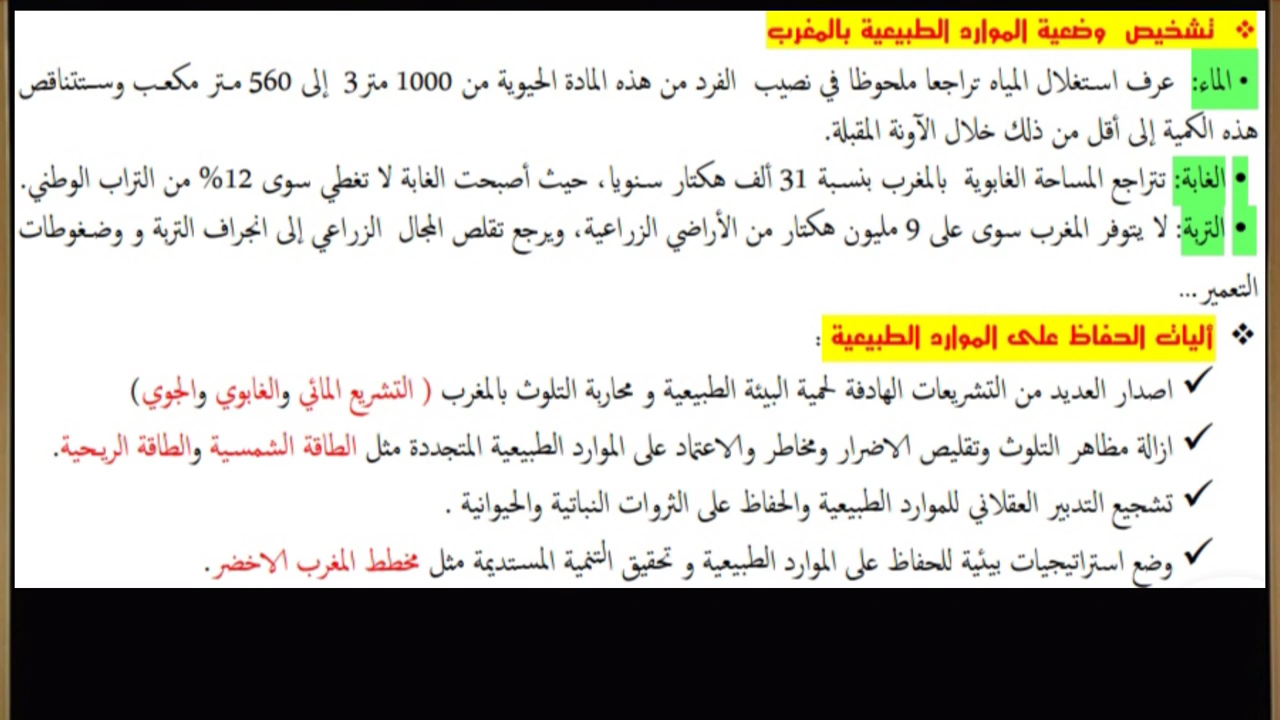 ❖ تشخيص وضعية الموارد الطبيعية بالمغرب
• الماء: عرف استغلال المياه تراجعا ملحوظا في نصيب الفرد من هذه المادة الحيوية من 1000 متر3 إلى 560 متر مكعب وستتناقص
هذه الكمية إلى أقل من ذلك خلال الآونة المقبلة.
• الغابة: تتراجع المساحة الغابوية بالمغرب بنسبة 31 ألف هكتار سنويا، حيث أصبحت الغابة لا تغطي سوى 12% من التراب الوطني.
• التربة: لا يتوفر المغرب سوى على 9 مليون هكتار من الأراضي الزراعية، ويرجع تقلص المجال الزراعي إلى انجراف التربة و وضغوطات
التعمير...
❖ أليات الحفاظ على الموارد الطبيعية :
✓ اصدار العديد من التشريعات الهادفة لحمية البيئة الطبيعية و محاربة التلوث بالمغرب ( التشريع المائي والغابوي والجوي)
✓ ازالة مظاهر التلوث وتقليص الاضرار ومخاطر والاعتماد على الموارد الطبيعية المتجددة مثل الطاقة الشمسية والطاقة الريحية.
✓ تشجيع التدبير العقلاني للموارد الطبيعية والحفاظ على الثروات النباتية والحيوانية .
✓ وضع استراتيجيات بيئية للحفاظ على الموارد الطبيعية و تحقيق التنمية المستديمة مثل مخطط المغرب الاخضر.